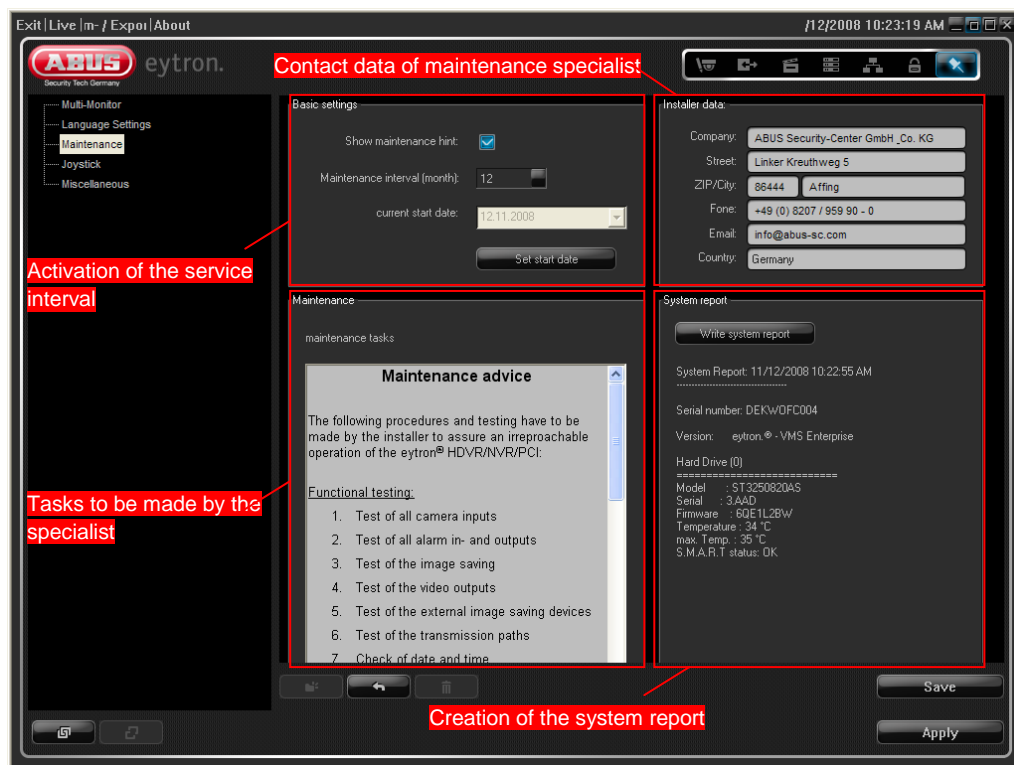 Exit|Live|m-/Expor|About
/12/2008 10:23:19 AM
ABUS eytron.
Security Tech Germany
Contact data of maintenance specialist
Multi-Monitor
Language Settings
Maintenance
Joystick
Miscellaneous
Activation of the service
interval
Tasks to be made by the
specialist
Basic settings
Show maintenance hint:
Maintenance interval (month): 12
current start date: 12.11.2008
Set start date
Installer data:
Company: ABUS Security-Center GmbH _Co. KG
Street: Linker Kreuthweg 5
ZIP/City: 86444 Affing
Fone: +49 (0) 8207 / 959 90 - 0
Email: info@abus-sc.com
Country: Germany
Maintenance
maintenance tasks
Maintenance advice
The following procedures and testing have to be
made by the installer to assure an irreproachable
operation of the eytron® HDVR/NVR/PCI:
Functional testing:
1. Test of all camera inputs
2. Test of all alarm in- and outputs
3. Test of the image saving
4. Test of the video outputs
5. Test of the external image saving devices
6. Test of the transmission paths
7. Check of date and time
System report
Write system report
System Report: 11/12/2008 10:22:55 AM
------------------------------------
Serial number: DEKWOFC004
Version: eytron.® - VMS Enterprise
Hard Drive (0)
===========================
Model : ST3250820AS
Serial : 3.AAD
Firmware : 6QE1L2BW
Temperature : 34 °C
max. Temp. : 35 °C
S.M.A.R.T status: OK
Creation of the system report
Save
Apply